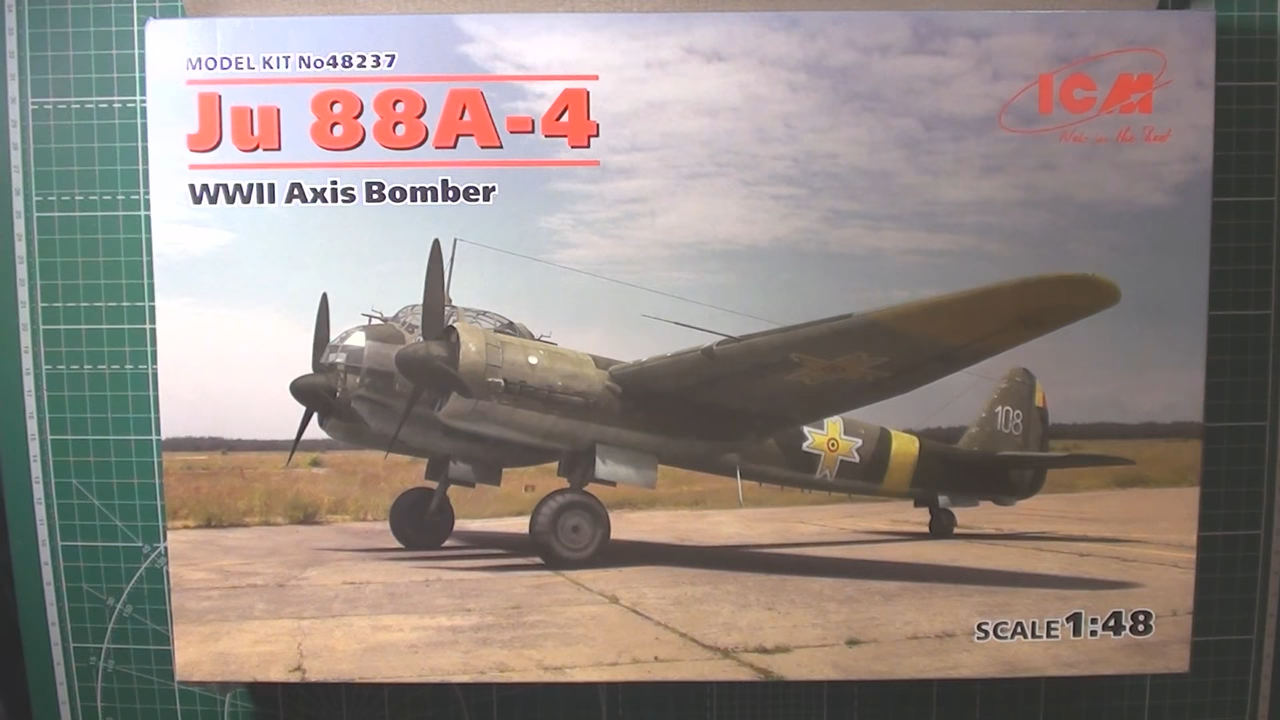 MODEL KIT No48237
Ju 88A-4
WWII Axis Bomber
ICM
108
SCALE 1:48